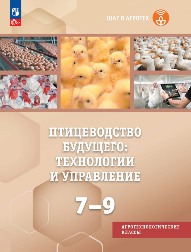 ШАГ В АГРОТЕХ
ПТИЦЕВОДСТВО
БУДУЩЕГО:
ТЕХНОЛОГИИ
И УПРАВЛЕНИЕ
7–9
АГРОТЕХНОЛОГИЧЕСКИЕ
КЛАССЫ